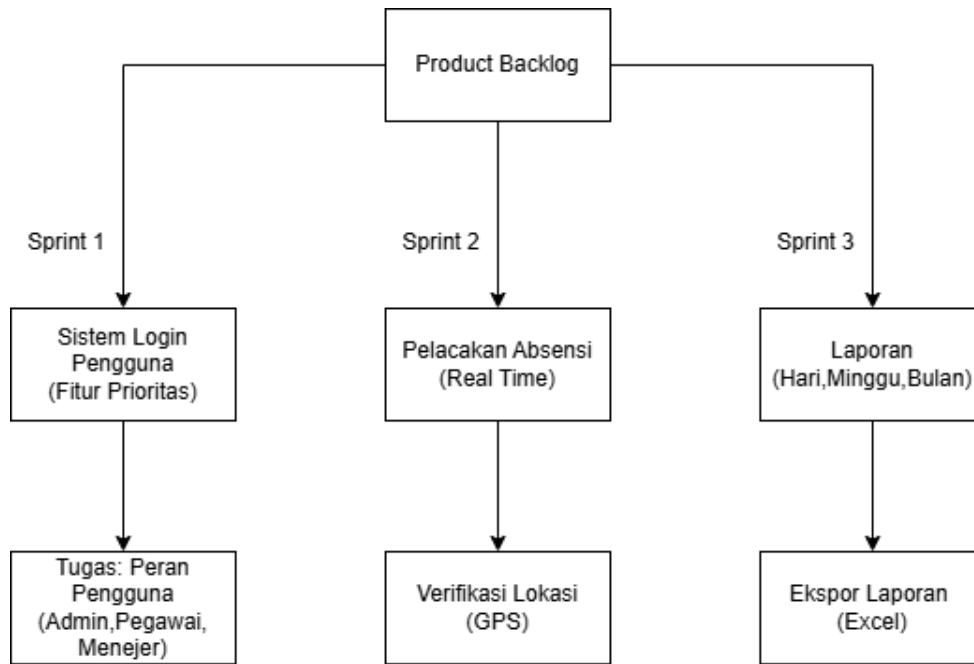 Product Backlog
Sprint 1
Sprint 2
Sprint 3
Sistem Login
Pengguna
(Fitur Prioritas)
Pelacakan Absensi
(Real Time)
Laporan
(Hari,Minggu,Bulan)
Tugas: Peran
Pengguna
(Admin,Pegawai,
Menejer)
Verifikasi Lokasi
(GPS)
Ekspor Laporan
(Excel)